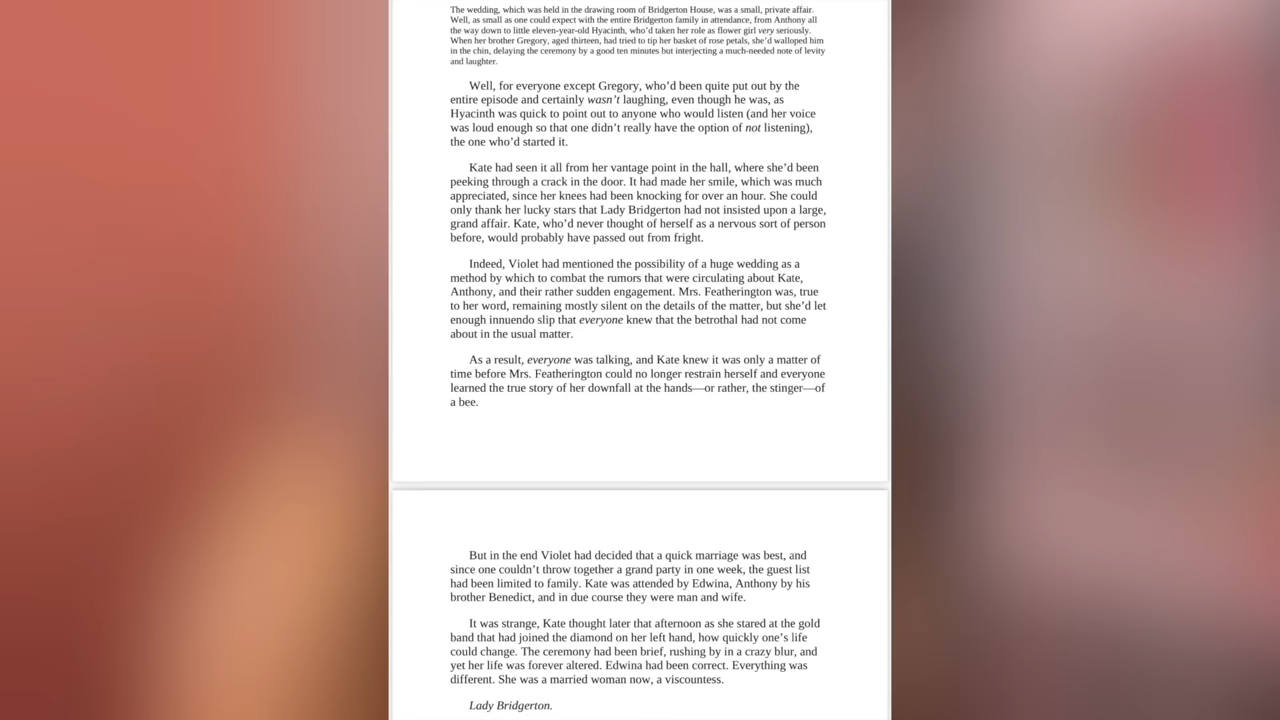 The wedding, which was held in the drawing room of Bridgerton House, was a small, private affair.
Well, as small as one could expect with the entire Bridgerton family in attendance, from Anthony all
the way down to little eleven-year-old Hyacinth, who’d taken her role as flower girl very seriously.
When her brother Gregory, aged thirteen, had tried to tip her basket of rose petals, she’d walloped him
in the chin, delaying the ceremony by a good ten minutes but interjecting a much-needed note of levity
and laughter.
Well, for everyone except Gregory, who’d been quite put out by the
entire episode and certainly wasn’t laughing, even though he was, as
Hyacinth was quick to point out to anyone who would listen (and her voice
was loud enough so that one didn’t really have the option of not listening),
the one who’d started it.
Kate had seen it all from her vantage point in the hall, where she’d been
peeking through a crack in the door. It had made her smile, which was much
appreciated, since her knees had been knocking for over an hour. She could
only thank her lucky stars that Lady Bridgerton had not insisted upon a large,
grand affair. Kate, who’d never thought of herself as a nervous sort of person
before, would probably have passed out from fright.
Indeed, Violet had mentioned the possibility of a huge wedding as a
method by which to combat the rumors that were circulating about Kate,
Anthony, and their rather sudden engagement. Mrs. Featherington was, true
to her word, remaining mostly silent on the details of the matter, but she’d let
enough innuendo slip that everyone knew that the betrothal had not come
about in the usual matter.
As a result, everyone was talking, and Kate knew it was only a matter of
time before Mrs. Featherington could no longer restrain herself and everyone
learned the true story of her downfall at the hands—or rather, the stinger—of
a bee.
But in the end Violet had decided that a quick marriage was best, and
since one couldn’t throw together a grand party in one week, the guest list
had been limited to family. Kate was attended by Edwina, Anthony by his
brother Benedict, and in due course they were man and wife.
It was strange, Kate thought later that afternoon as she stared at the gold
band that had joined the diamond on her left hand, how quickly one’s life
could change. The ceremony had been brief, rushing by in a crazy blur, and
yet her life was forever altered. Edwina had been correct. Everything was
different. She was a married woman now, a viscountess.
Lady Bridgerton.